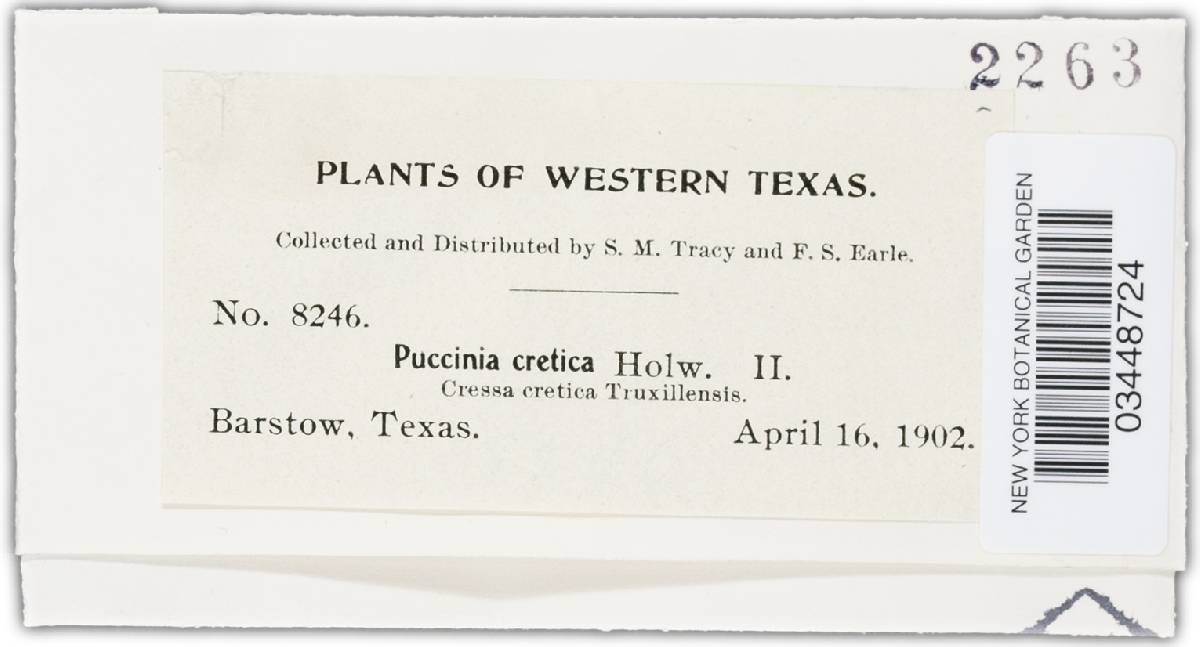 2263
PLANTS OF WESTERN TEXAS.
Collected and Distributed by S. M. Tracy and F. S. Earle.
No. 8246.
Puccinia cretica Holw. II.
Cressa cretica Truxillensis.
Barstow, Texas. April 16, 1902.
NEW YORK BOTANICAL GARDEN
03448724